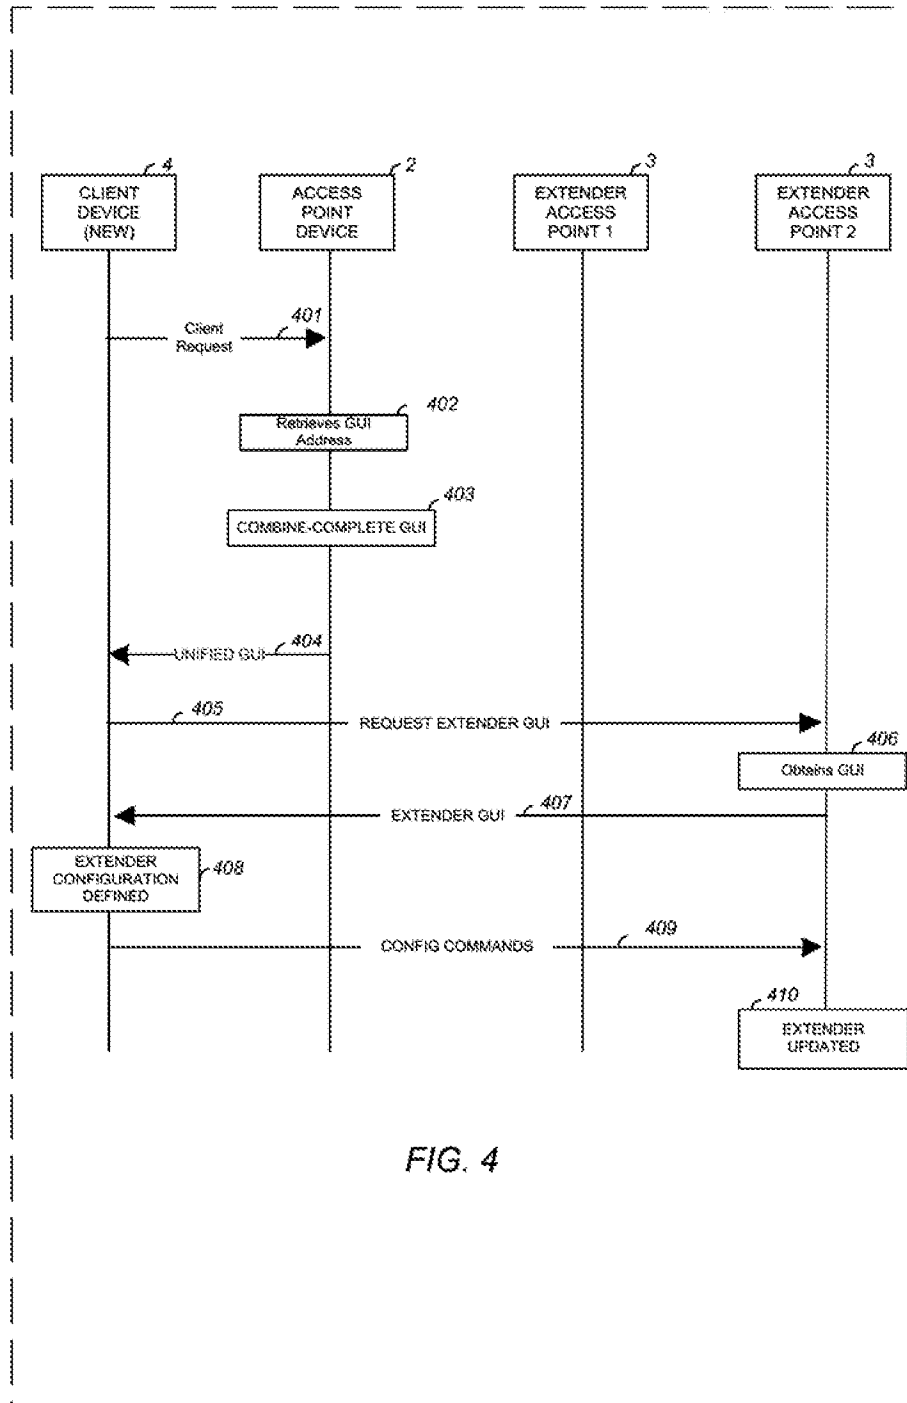 4
CLIENT
DEVICE
(NEW)
2
ACCESS
POINT
DEVICE
3
EXTENDER
ACCESS
POINT 1
3
EXTENDER
ACCESS
POINT 2
401
Client
Request
402
Retrieves GUI
Address
403
COMBINE-COMPLETE GUI
404
UNIFIED GUI
405
REQUEST EXTENDER GUI
406
Obtains GUI
407
EXTENDER GUI
EXTENDER
CONFIGURATION
DEFINED
408
CONFIG COMMANDS
409
410
EXTENDER
UPDATED
FIG. 4